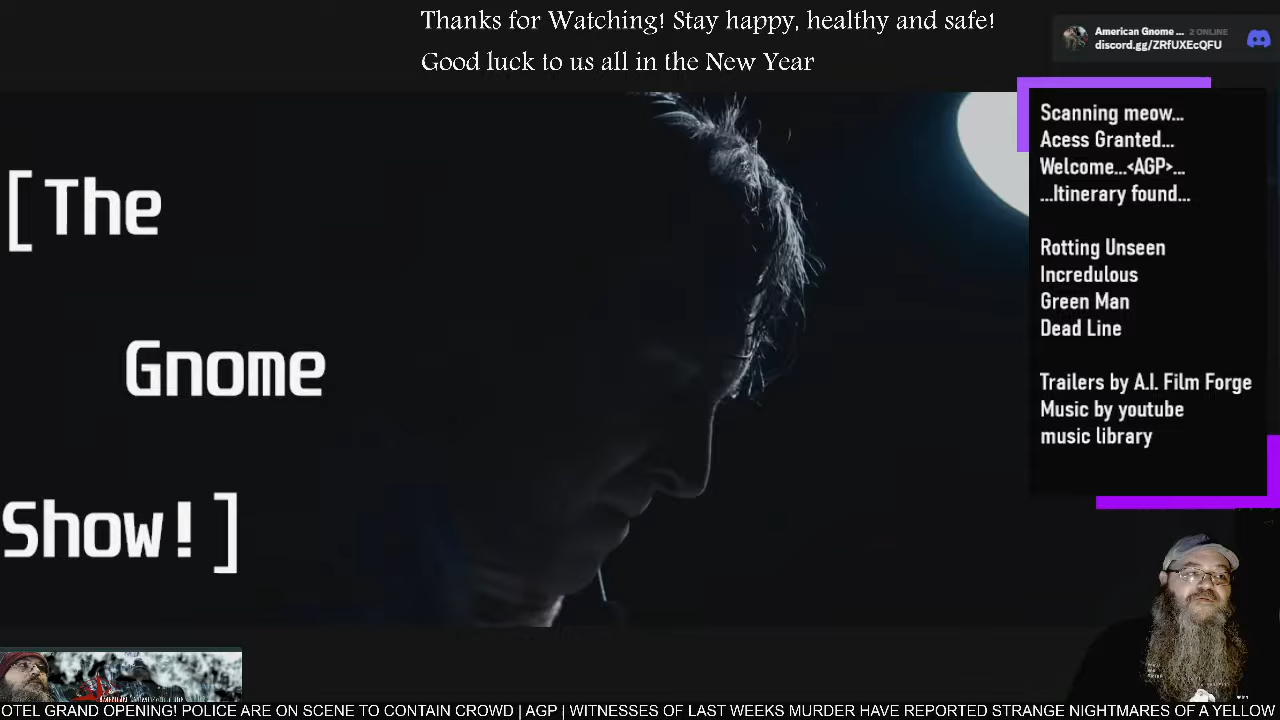 Thanks for Watching! Stay happy, healthy and safe!
Good luck to us all in the New Year
American Gnome ... 2 ONLINE
discord.gg/ZRfUXEcQFU
[The
Gnome
Show!]
Scanning meow...
Acess Granted...
Welcome...<AGP>...
...Itinerary found...
Rotting Unseen
Incredulous
Green Man
Dead Line
Trailers by A.I. Film Forge
Music by youtube
music library
OTEL GRAND OPENING! POLICE ARE ON SCENE TO CONTAIN CROWD | AGP | WITNESSES OF LAST WEEKS MURDER HAVE REPORTED STRANGE NIGHTMARES OF A YELLOW